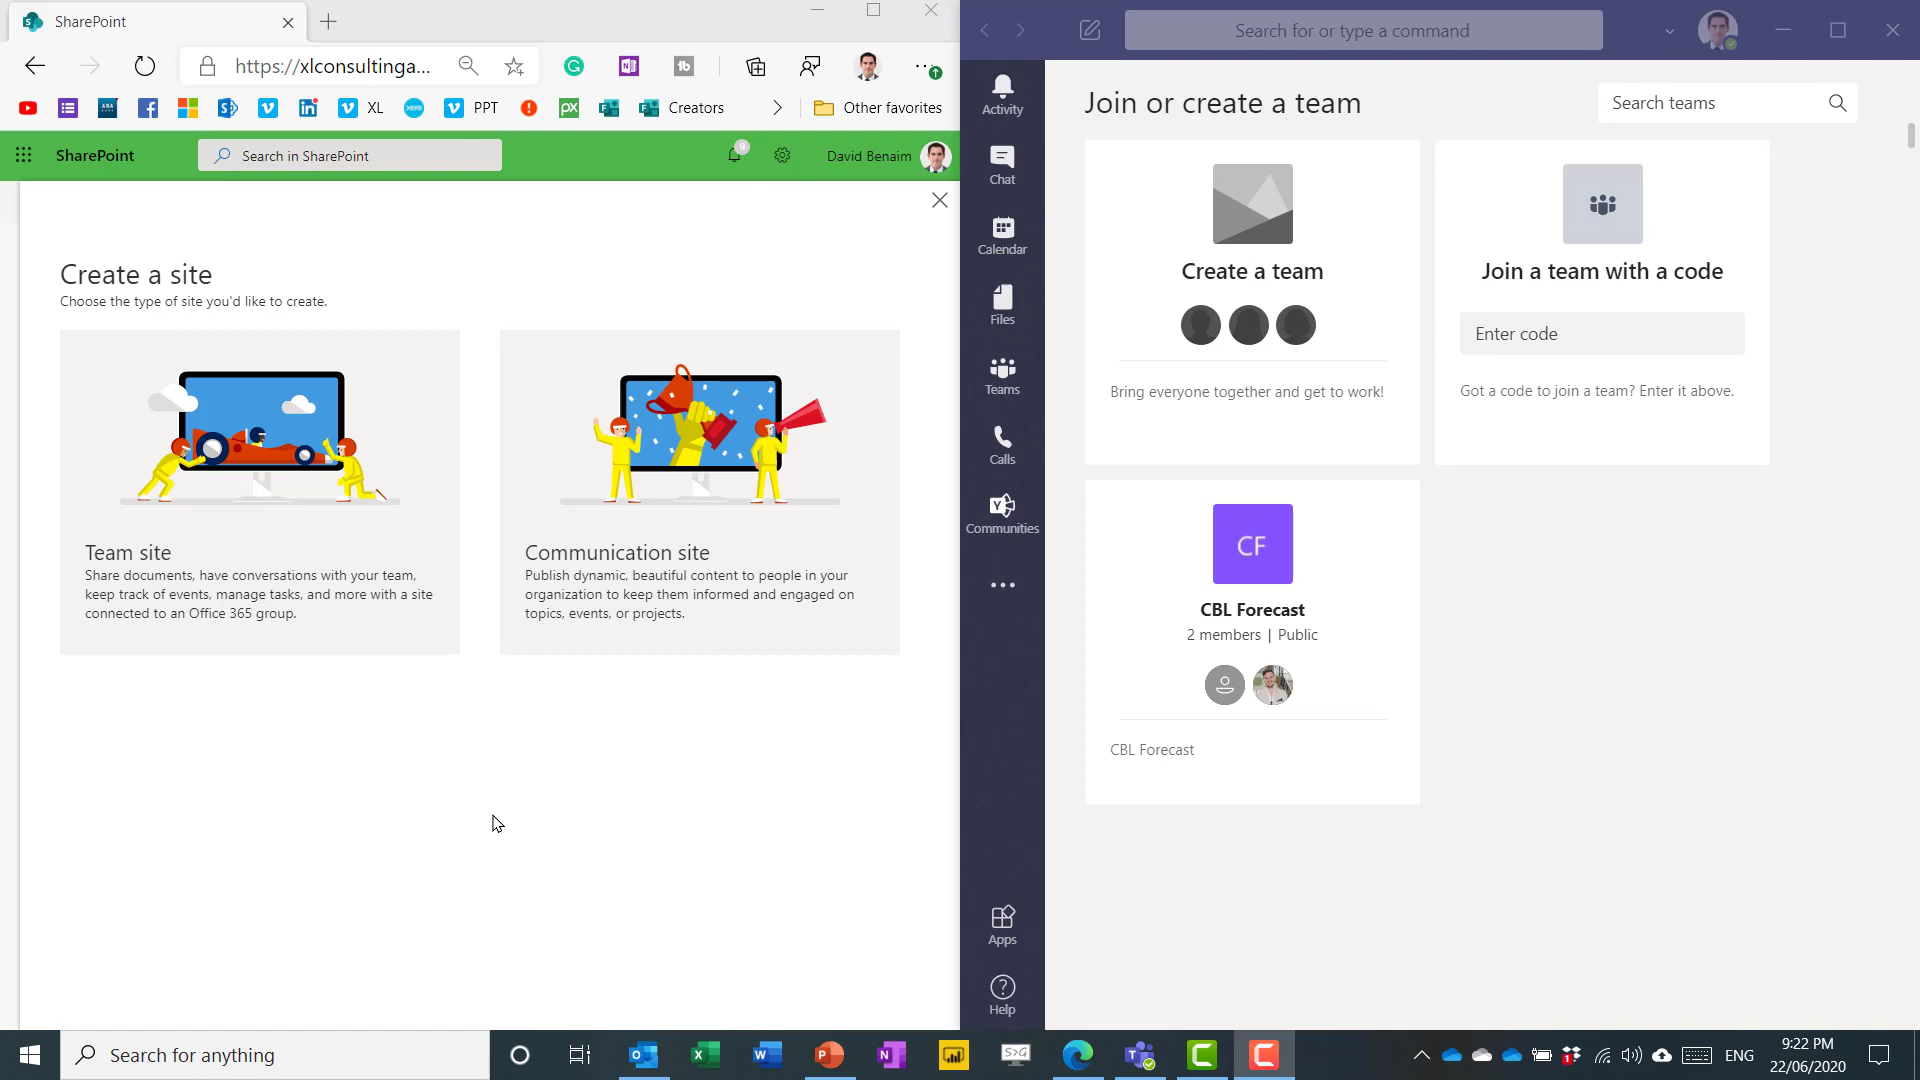 SharePoint
https://xlconsultinga...
XL
PPT
Creators
Other favorites
SharePoint
Search in SharePoint
9
David Benaim
Create a site
Choose the type of site you'd like to create.
Team site
Share documents, have conversations with your team,
keep track of events, manage tasks, and more with a site
connected to an Office 365 group.
Communication site
Publish dynamic, beautiful content to people in your
organization to keep them informed and engaged on
topics, events, or projects.
Search for or type a command
Activity
Chat
Calendar
Files
Teams
Calls
Communities
Apps
Help
Join or create a team
Search teams
Create a team
Bring everyone together and get to work!
Join a team with a code
Enter code
Got a code to join a team? Enter it above.
CF
CBL Forecast
2 members | Public
CBL Forecast
Search for anything
ENG
9:22 PM
22/06/2020